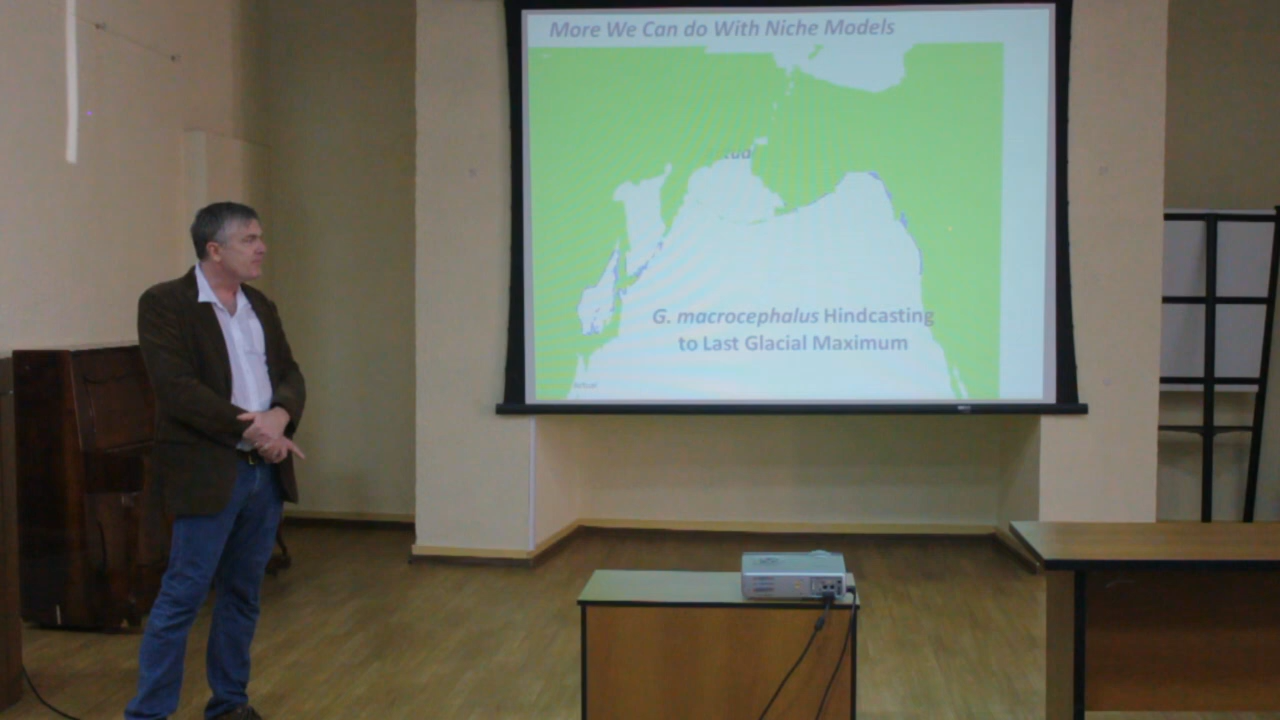 More We Can do With Niche Models
G. macrocephalus Hindcasting
to Last Glacial Maximum